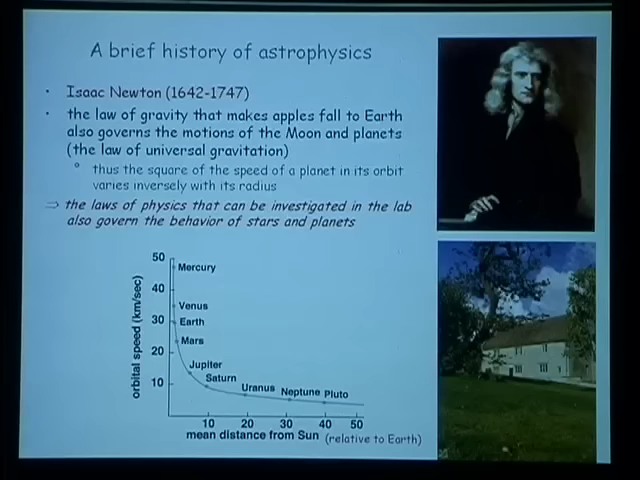 A brief history of astrophysics
• Isaac Newton (1642-1747)
• the law of gravity that makes apples fall to Earth
also governs the motions of the Moon and planets
(the law of universal gravitation)
° thus the square of the speed of a planet in its orbit
varies inversely with its radius
⇒ the laws of physics that can be investigated in the lab
also govern the behavior of stars and planets
orbital speed (km/sec)
50
40
30
20
10
Mercury
Venus
Earth
Mars
Jupiter
Saturn
Uranus
Neptune
Pluto
10 20 30 40 50
mean distance from Sun (relative to Earth)